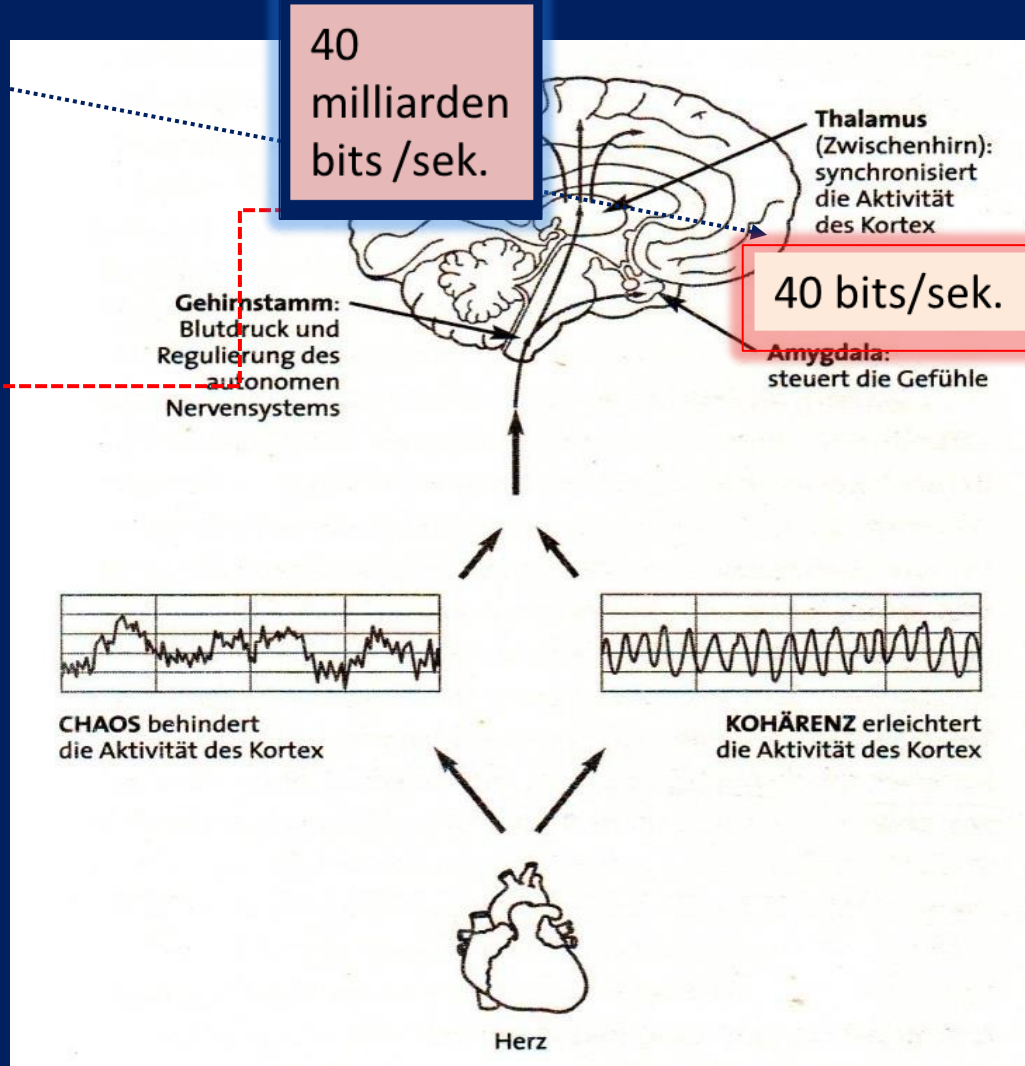 40
milliarden
bits /sek.
Thalamus
(Zwischenhirn):
synchronisiert
die Aktivität
des Kortex
40 bits/sek.
Gehirnstamm:
Blutdruck und
Regulierung des
autonomen
Nervensystems
Amygdala:
steuert die Gefühle
CHAOS behindert
die Aktivität des Kortex
KOHÄRENZ erleichtert
die Aktivität des Kortex
Herz